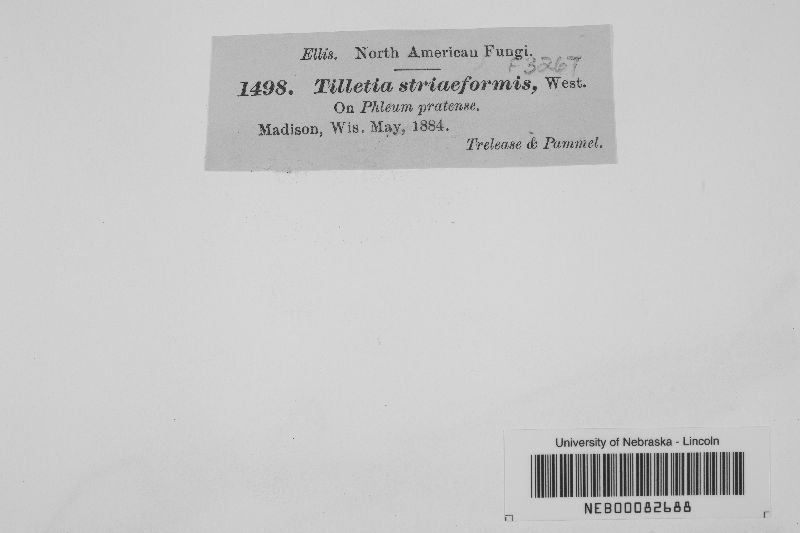 Ellis. North American Fungi.
F3267
1498. Tilletia striaeformis, West.
On Phleum pratense.
Madison, Wis. May, 1884.
Trelease & Pammel.
University of Nebraska - Lincoln
NEB00082688